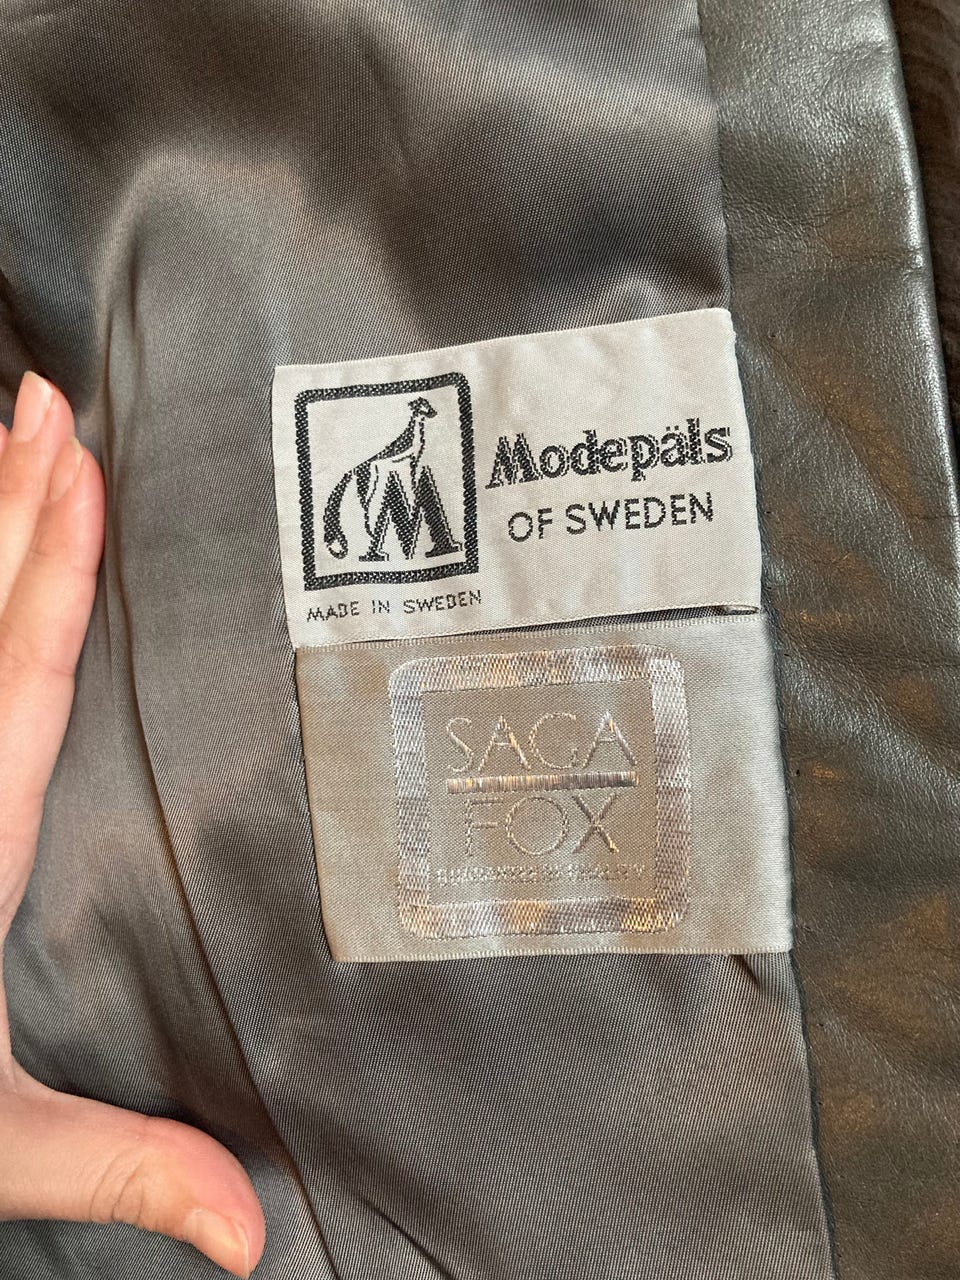 M
Modepäls
OF SWEDEN
MADE IN SWEDEN
SAGA
FOX